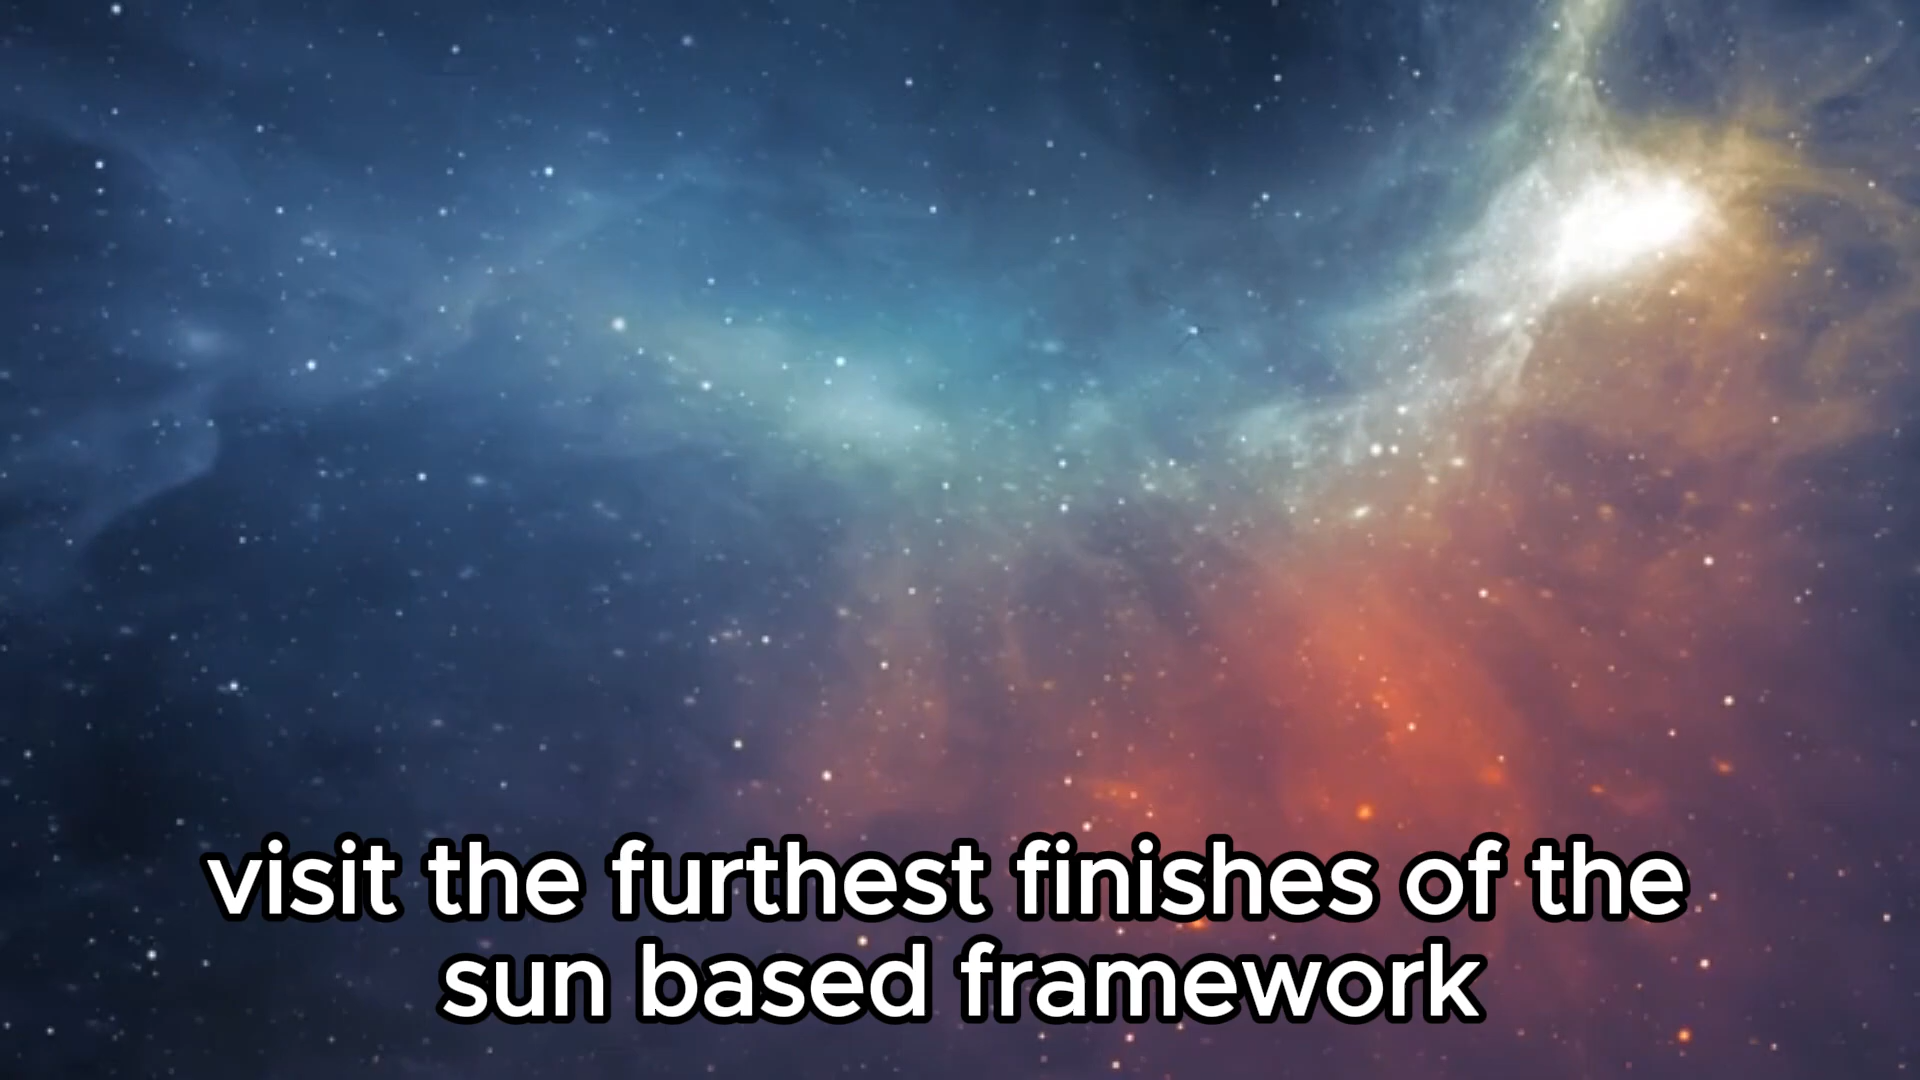 visit the furthest finishes of the
sun based framework